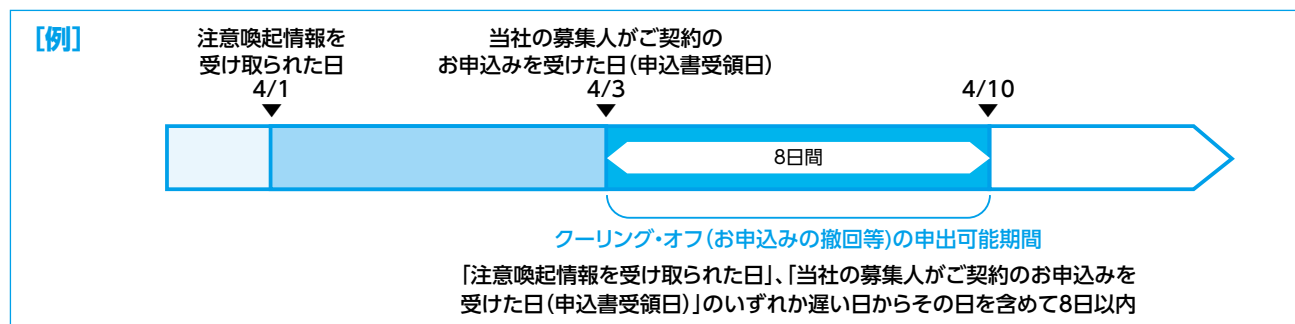 [例]
注意喚起情報を
受け取られた日
4/1
当社の募集人がご契約の
お申込みを受けた日(申込書受領日)
4/3
4/10
8日間
クーリング・オフ(お申込みの撤回等)の申出可能期間
「注意喚起情報を受け取られた日」、「当社の募集人がご契約のお申込みを
受けた日(申込書受領日)」のいずれか遅い日からその日を含めて8日以内